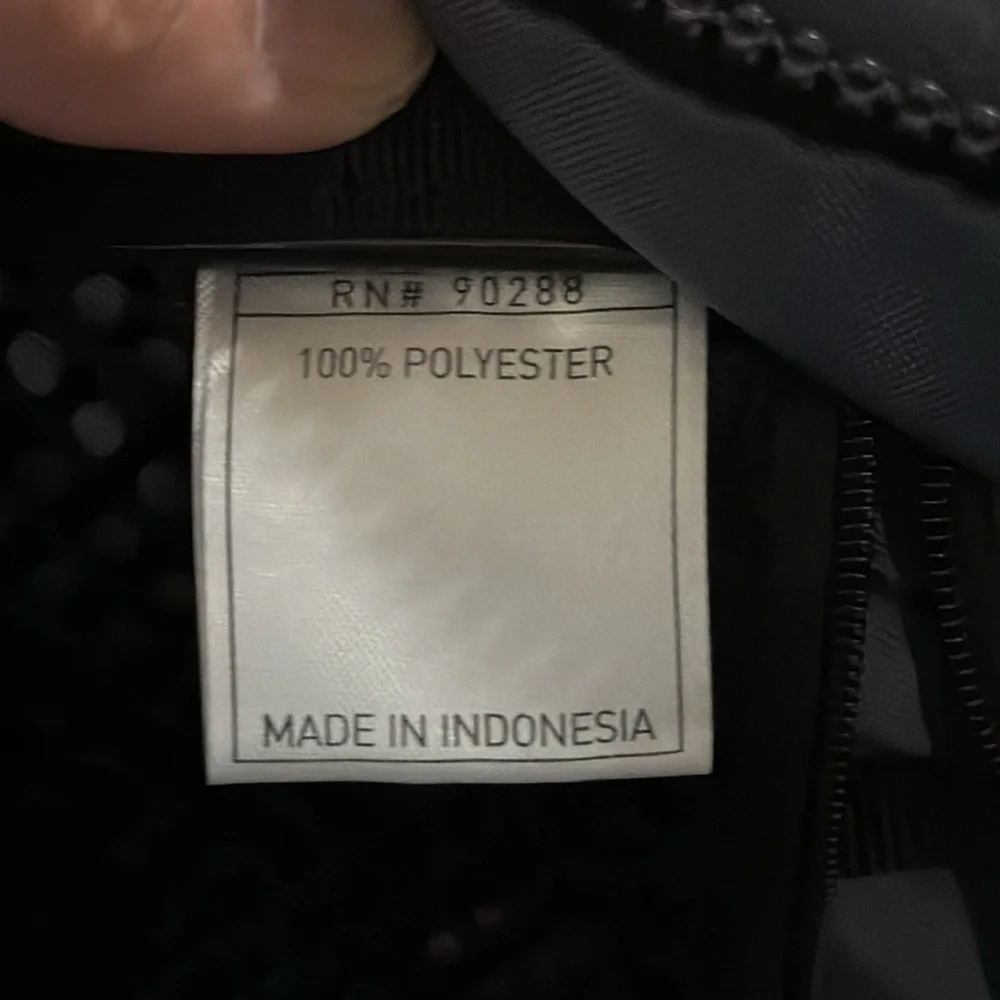 RN# 90288
100% POLYESTER
MADE IN INDONESIA